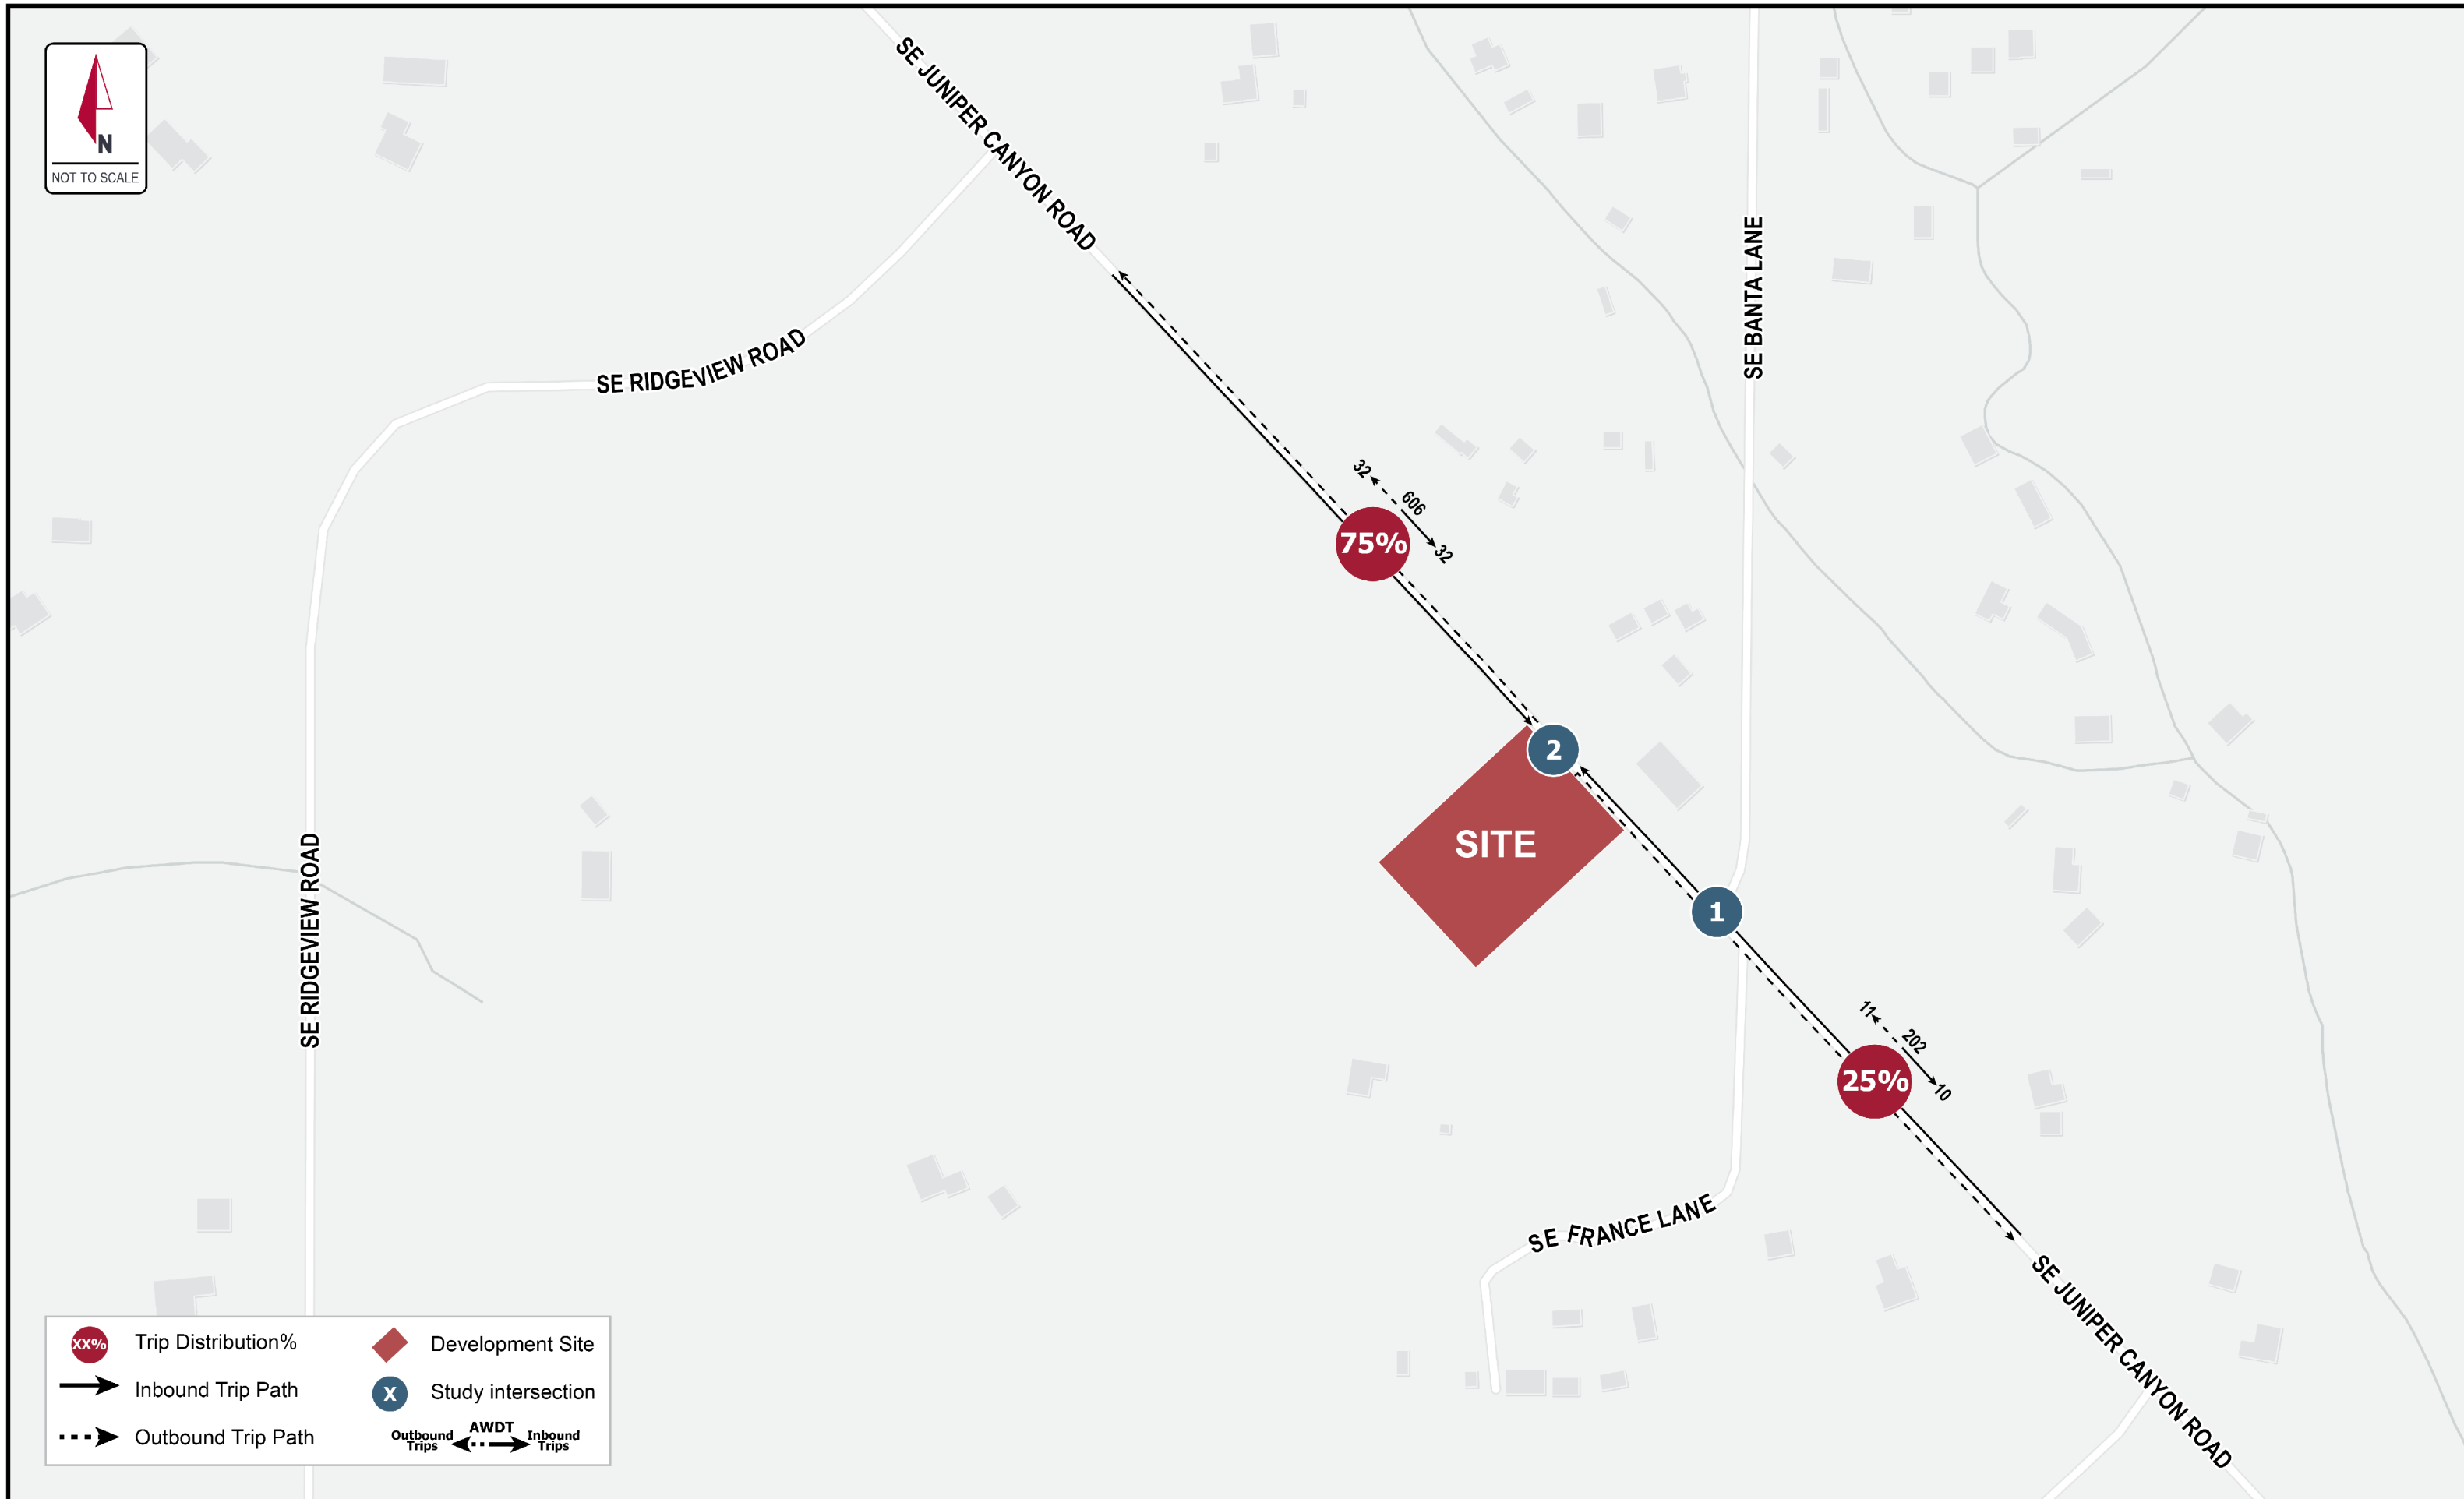 N
NOT TO SCALE
SE JUNIPER CANYON ROAD
SE BANTA LANE
SE RIDGEVIEW ROAD
32
606
32
75%
2
SITE
SE RIDGEVIEW ROAD
1
11
202
10
25%
SE FRANCE LANE
SE JUNIPER CANYON ROAD
XX%
Trip Distribution%
Development Site
Inbound Trip Path
X
Study intersection
Outbound Trip Path
AWDT
Outbound
Trips
Inbound
Trips